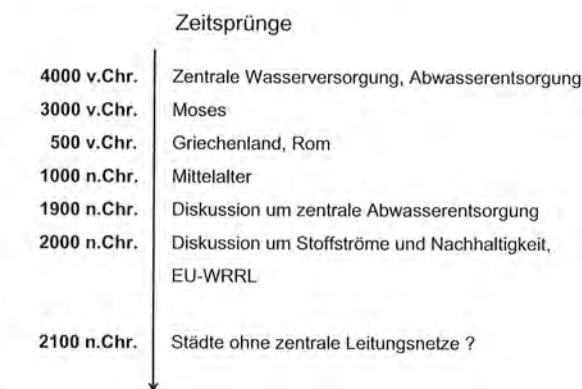 Zeitsprünge
4000 v.Chr. Zentrale Wasserversorgung, Abwasserentsorgung
3000 v.Chr. Moses
500 v.Chr. Griechenland, Rom
1000 n.Chr. Mittelalter
1900 n.Chr. Diskussion um zentrale Abwasserentsorgung
2000 n.Chr. Diskussion um Stoffströme und Nachhaltigkeit,
EU-WRRL
2100 n.Chr. Städte ohne zentrale Leitungsnetze ?